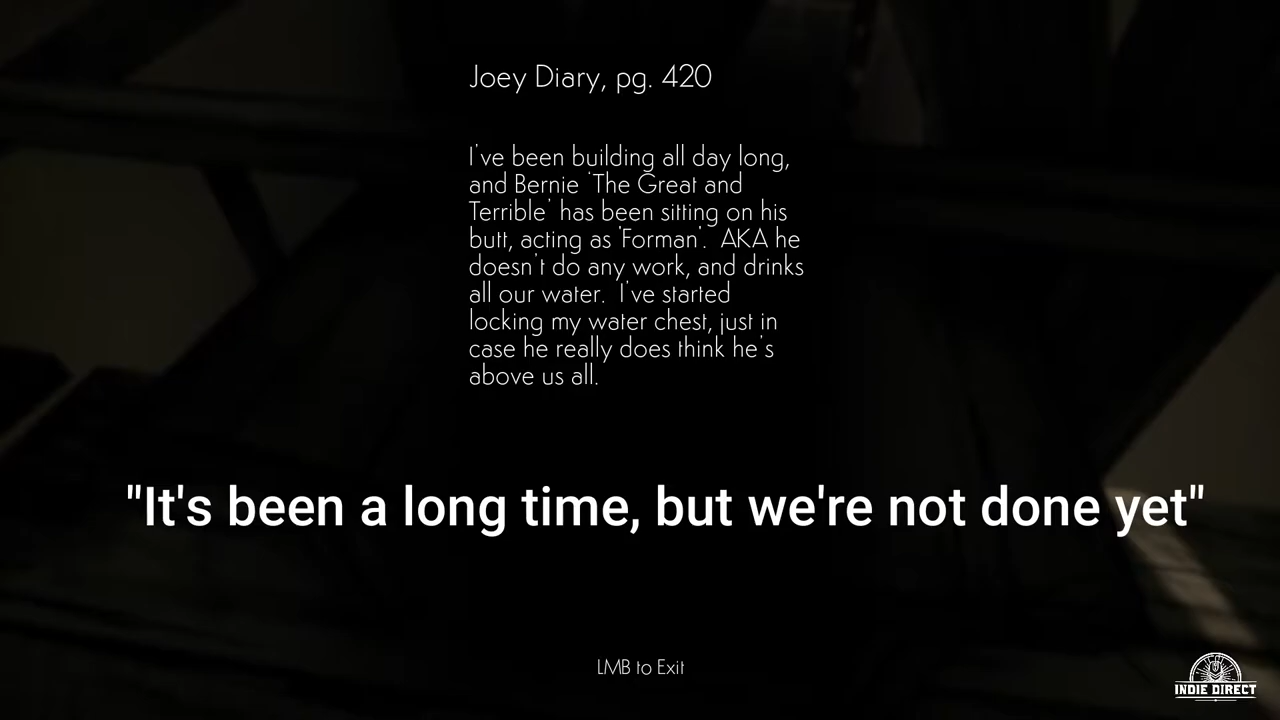 Joey Diary, pg. 420
I've been building all day long,
and Bernie 'The Great and
Terrible' has been sitting on his
butt, acting as 'Forman'.  AKA he
doesn't do any work, and drinks
all our water.  I've started
locking my water chest, just in
case he really does think he's
above us all.
"It's been a long time, but we're not done yet"
LMB to Exit
INDIE DIRECT